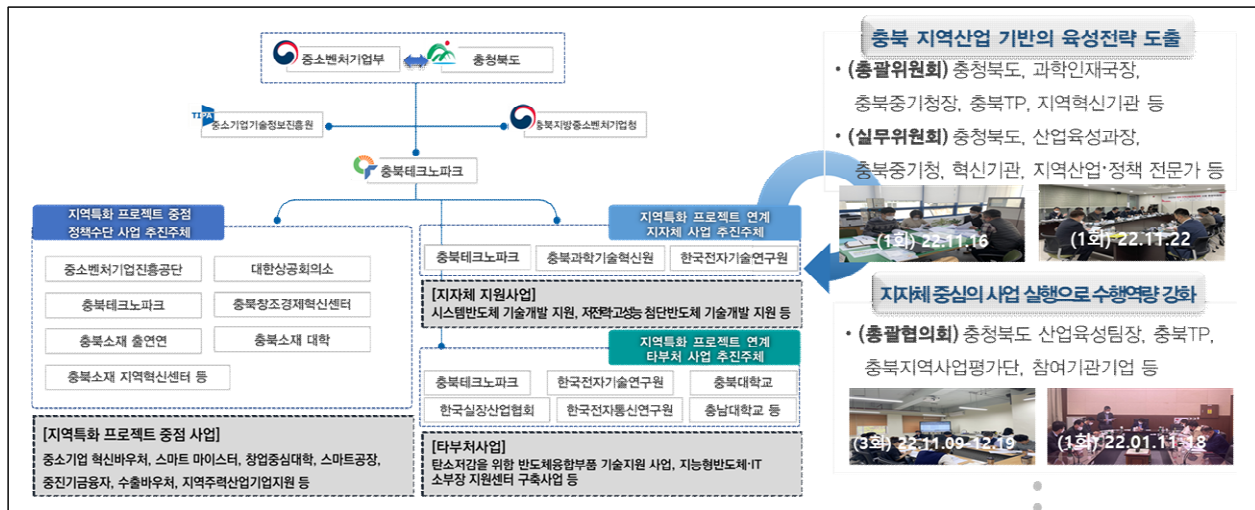 중소벤처기업부
충청북도
TIPA
중소기업기술정보진흥원
충북지방중소벤처기업청
충북테크노파크
지역특화 프로젝트 중점
정책수단 사업 추진주체
중소벤처기업진흥공단
대한상공회의소
충북테크노파크
충북창조경제혁신센터
충북소재 출연연
충북소재 대학
충북소재 지역혁신센터 등
[지역특화 프로젝트 중점 사업]
중소기업 혁신바우처, 스마트 마이스터, 창업중심대학, 스마트공장,
중진기금융자, 수출바우처, 지역주력산업기업지원 등
지역특화 프로젝트 연계
지자체 사업 추진주체
충북테크노파크
충북과학기술혁신원
한국전자기술연구원
[지자체 지원사업]
시스템반도체 기술개발 지원, 저전력고성능 첨단반도체 기술개발 지원 등
지역특화 프로젝트 연계
타부처 사업 추진주체
충북테크노파크
한국전자기술연구원
충북대학교
한국실장산업협회
한국전자통신연구원
충남대학교 등
[타부처사업]
탄소저감을 위한 반도체융합부품 기술지원 사업, 지능형반도체·IT
소부장 지원센터 구축사업 등
충북 지역산업 기반의 육성전략 도출
• (총괄위원회) 충청북도, 과학인재국장,
충북중기청장, 충북TP, 지역혁신기관 등
• (실무위원회) 충청북도, 산업육성과장,
충북중기청, 혁신기관, 지역산업·정책 전문가 등
(1회) 22.11.16
(1회) 22.11.22
지자체 중심의 사업 실행으로 수행역량 강화
• (총괄협의회) 충청북도 산업육성팀장, 충북TP,
충북지역사업평가단, 참여기관기업 등
(3회) 22.11.09-12.19
(1회) 22.01.11-18